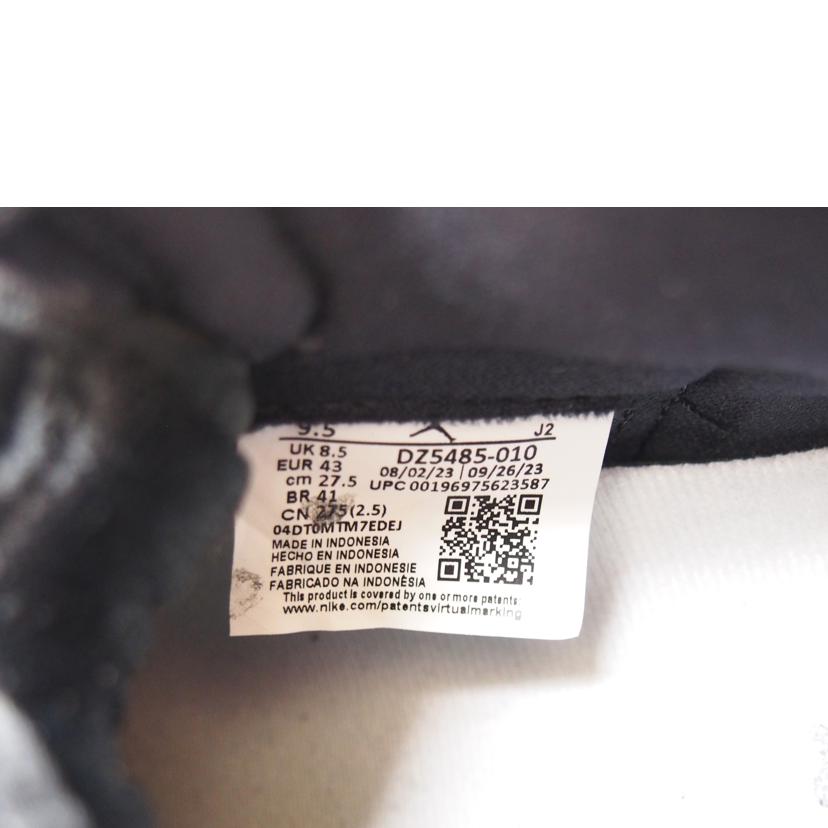 9.5 J2
UK 8.5 DZ5485-010
EUR 43 08/02/23 | 09/26/23
cm 27.5 UPC 00196975623587
BR 41
CN 275(2.5)
04DT0MTM7EDEJ
MADE IN INDONESIA
HECHO EN INDONESIA
FABRIQUE EN INDONESIE
FABRICADO NA INDONÉSIA
This product is covered by one or more patents:
www.nike.com/patentsvirtualmarking